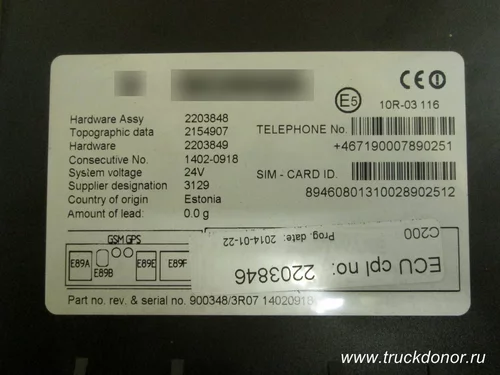 E5
10R-03 116
Hardware Assy 2203848
Topographic data 2154907
Hardware 2203849
Consecutive No. 1402-0918
System voltage 24V
Supplier designation 3129
Country of origin Estonia
Amount of lead: 0.0 g
TELEPHONE No.
+467190007890251
SIM - CARD ID.
89460801310028902512
GSM GPS
E89A E89B E89E E89F
C200 Prog. date: 2014-01-22
ECU cpl no: 2203846
Part no. rev. & serial no. 900348/3R07 14020918
www.truckdonor.ru